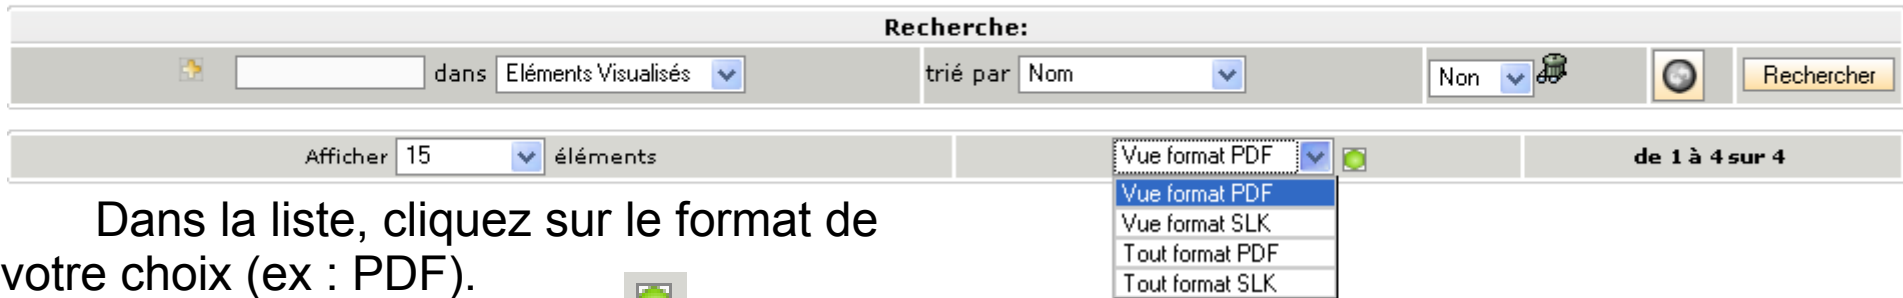 Recherche:
dans Eléments Visualisés trié par Nom Non Rechercher
Afficher 15 éléments Vue format PDF de 1 à 4 sur 4
Vue format PDF
Vue format SLK
Tout format PDF
Tout format SLK
Dans la liste, cliquez sur le format de
votre choix (ex : PDF).